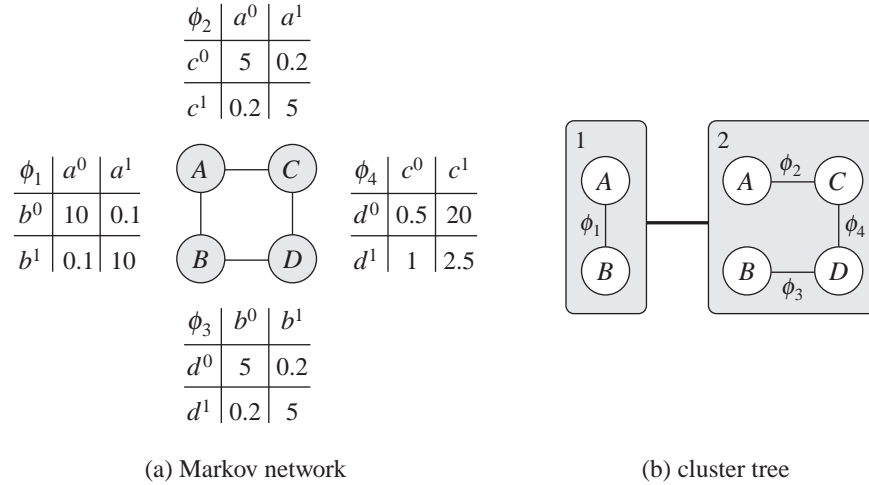 ϕ2 a⁰ a¹
c⁰ 5 0.2
c¹ 0.2 5
ϕ1 a⁰ a¹
b⁰ 10 0.1
b¹ 0.1 10
A C
B D
ϕ4 c⁰ c¹
d⁰ 0.5 20
d¹ 1 2.5
ϕ3 b⁰ b¹
d⁰ 5 0.2
d¹ 0.2 5
(a) Markov network
1
A
ϕ1
B
2
A ϕ2 C
ϕ4
B ϕ3 D
(b) cluster tree